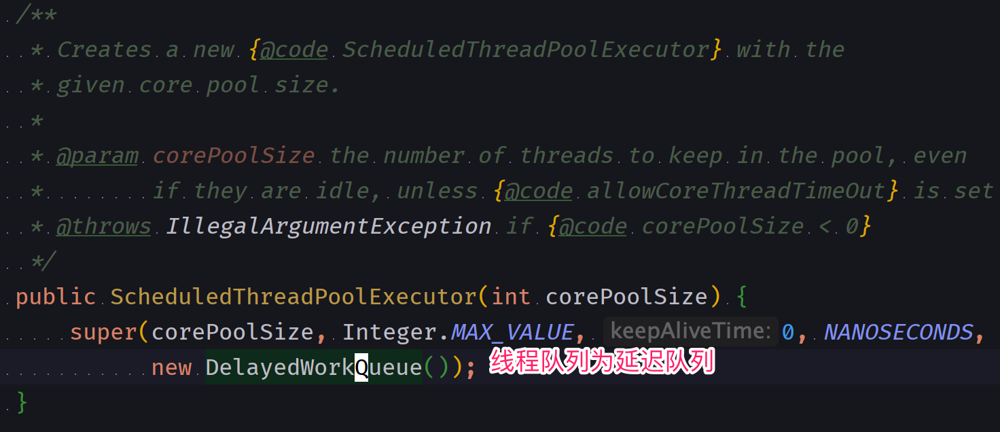 /**
* Creates a new {@code ScheduledThreadPoolExecutor} with the
* given core pool size.
*
* @param corePoolSize the number of threads to keep in the pool, even
*        if they are idle, unless {@code allowCoreThreadTimeOut} is set
* @throws IllegalArgumentException if {@code corePoolSize < 0}
*/
public ScheduledThreadPoolExecutor(int corePoolSize) {
super(corePoolSize, Integer.MAX_VALUE, keepAliveTime: 0, NANOSECONDS,
new DelayedWorkQueue()); 线程队列为延迟队列
}